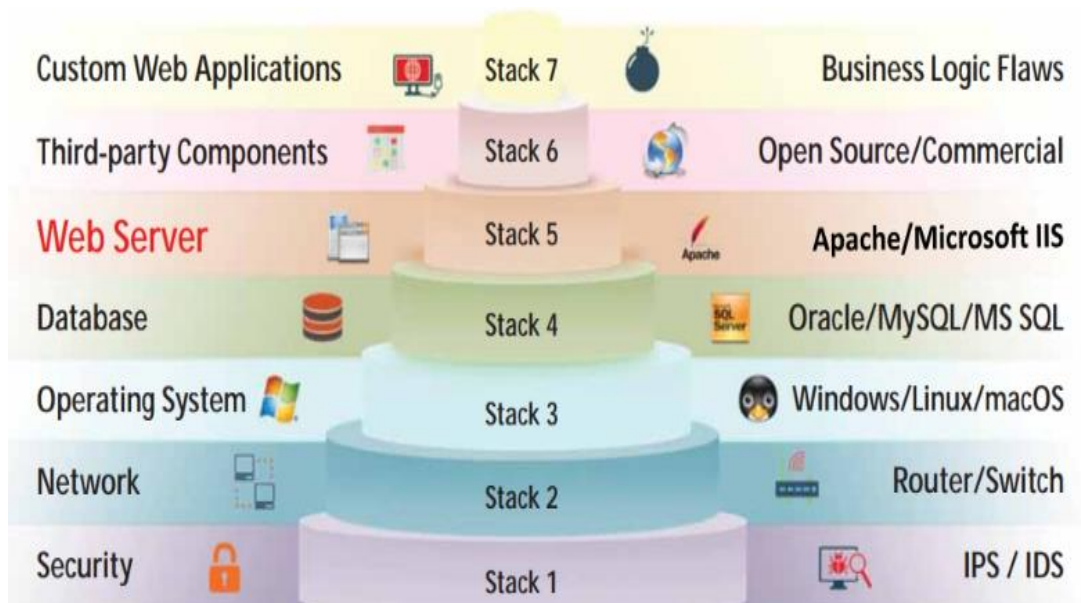 Custom Web Applications Stack 7 Business Logic Flaws
Third-party Components Stack 6 Open Source/Commercial
Web Server Stack 5 Apache Apache/Microsoft IIS
Database Stack 4 SQL Server Oracle/MySQL/MS SQL
Operating System Stack 3 Windows/Linux/macOS
Network Stack 2 Router/Switch
Security Stack 1 IPS / IDS